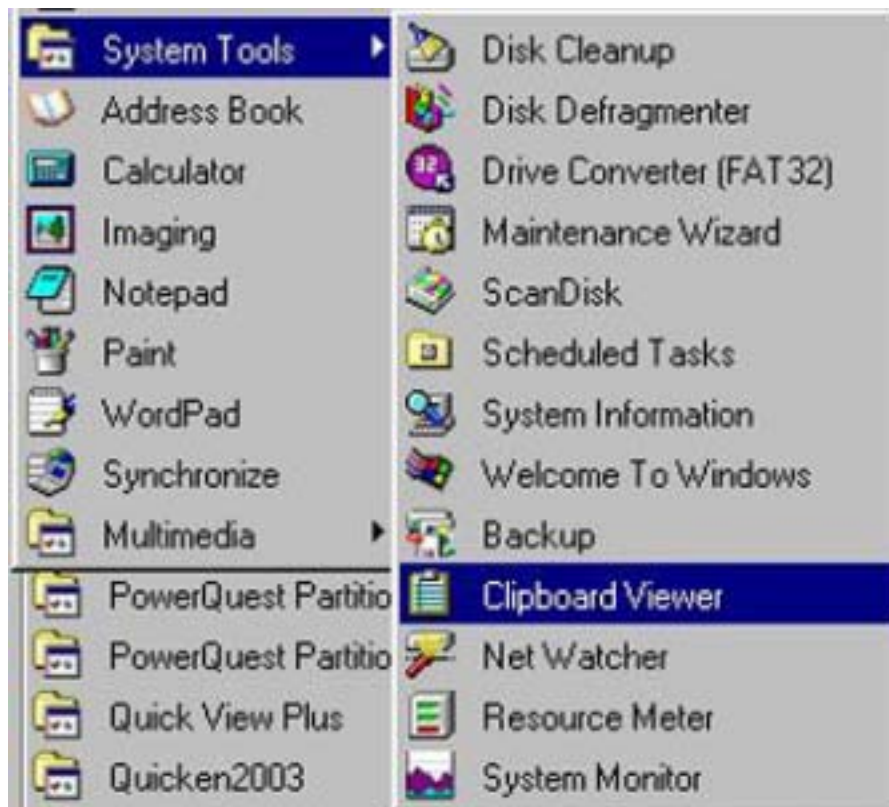 System Tools
Address Book
Calculator
Imaging
Notepad
Paint
WordPad
Synchronize
Multimedia
PowerQuest Partitio
PowerQuest Partitio
Quick View Plus
Quicken2003
Disk Cleanup
Disk Defragmenter
Drive Converter (FAT32)
Maintenance Wizard
ScanDisk
Scheduled Tasks
System Information
Welcome To Windows
Backup
Clipboard Viewer
Net Watcher
Resource Meter
System Monitor